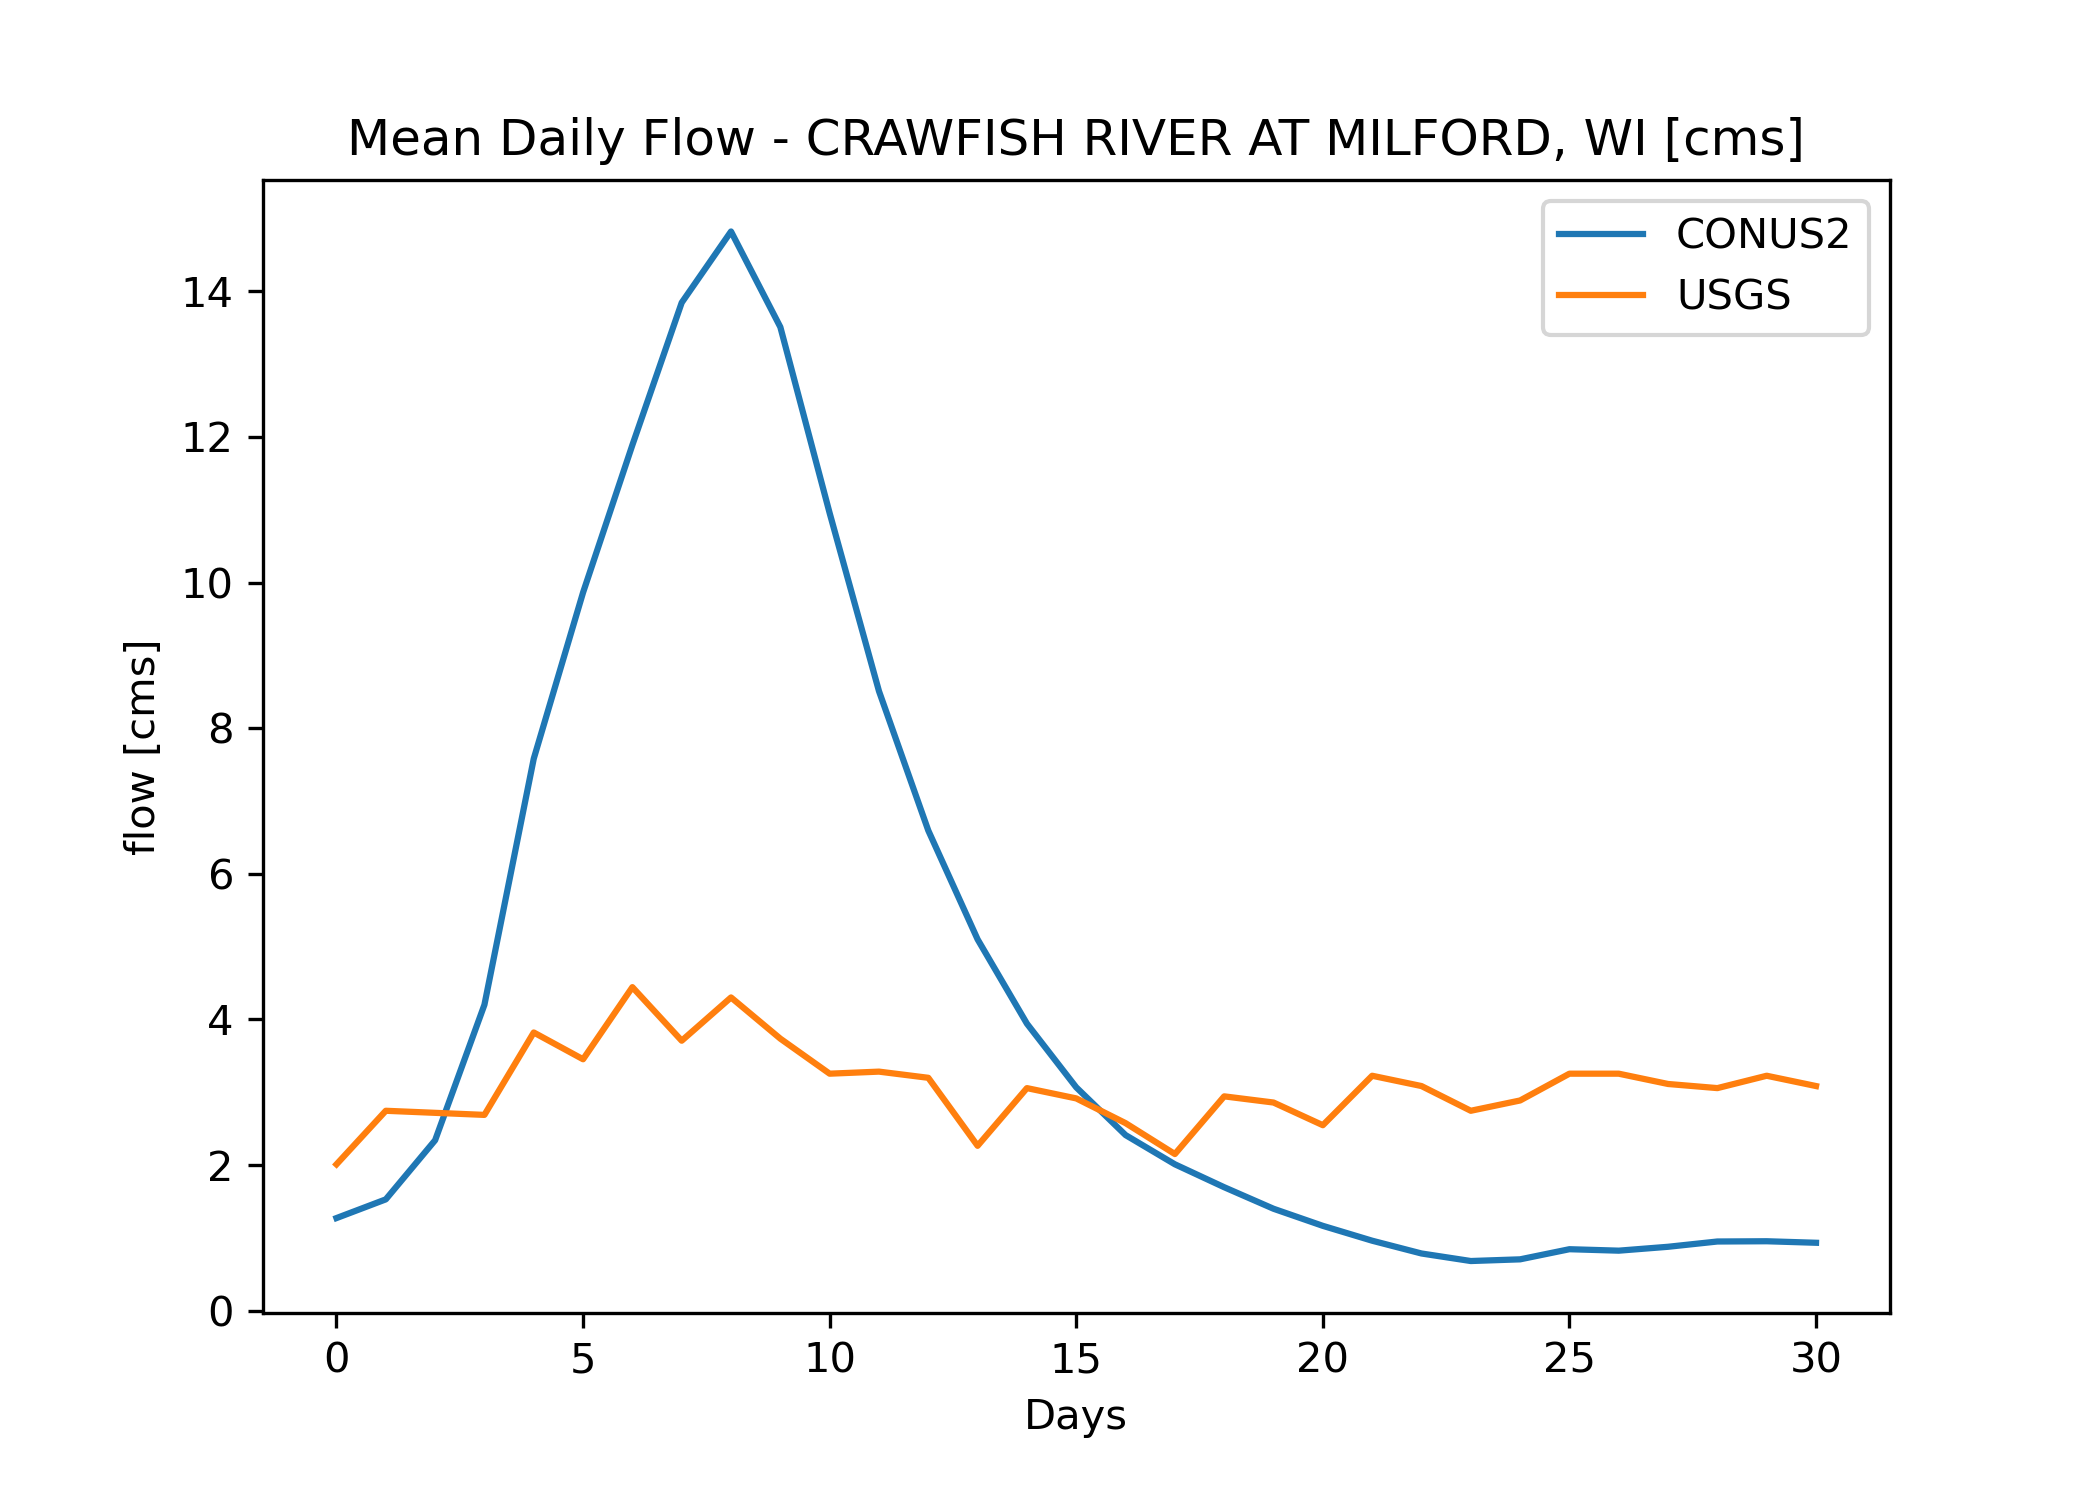 Mean Daily Flow - CRAWFISH RIVER AT MILFORD, WI [cms]
CONUS2
USGS
flow [cms]
14
12
10
8
6
4
2
0
0 5 10 15 20 25 30
Days